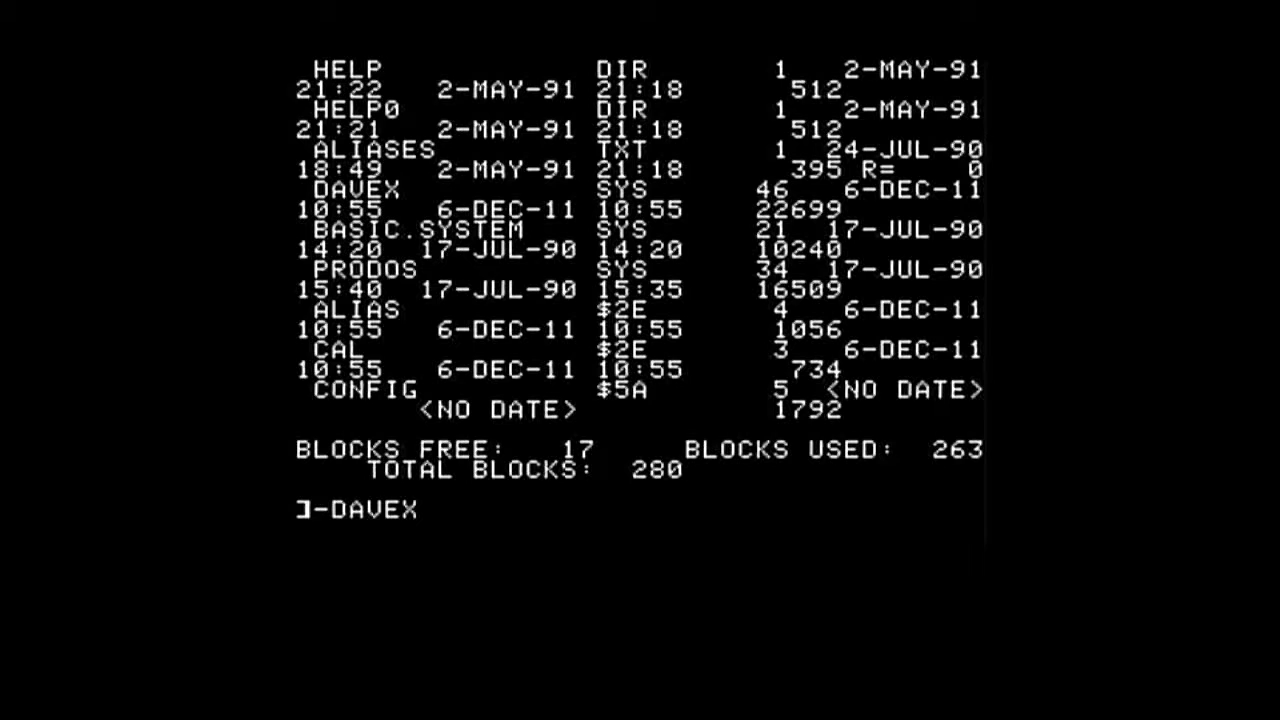 HELP DIR 1 2-MAY-91
21:22 2-MAY-91 21:18 512
HELP0 DIR 1 2-MAY-91
21:21 2-MAY-91 21:18 512
ALIASES TXT 1 24-JUL-90
18:49 2-MAY-91 21:18 395 R= 0
DAVEX SYS 46 6-DEC-11
10:55 6-DEC-11 10:55 22699
BASIC.SYSTEM SYS 21 17-JUL-90
14:20 17-JUL-90 14:20 10240
PRODOS SYS 34 17-JUL-90
15:40 17-JUL-90 15:35 16509
ALIAS $2E 4 6-DEC-11
10:55 6-DEC-11 10:55 1056
CAL $2E 3 6-DEC-11
10:55 6-DEC-11 10:55 734
CONFIG $5A 5 <NO DATE>
<NO DATE> 1792
BLOCKS FREE: 17 BLOCKS USED: 263
TOTAL BLOCKS: 280
]-DAVEX